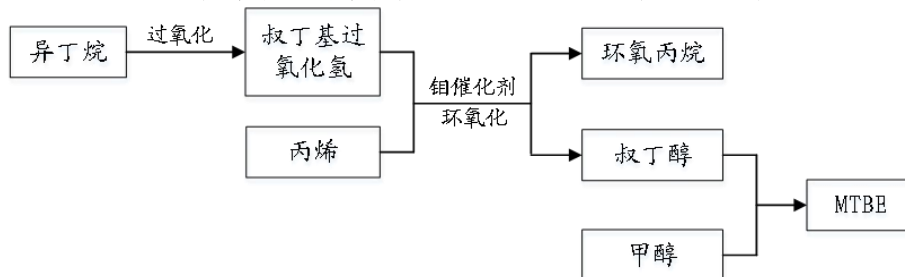 异丁烷
过氧化
叔丁基过
氧化氢
丙烯
钼催化剂
环氧化
环氧丙烷
叔丁醇
甲醇
MTBE